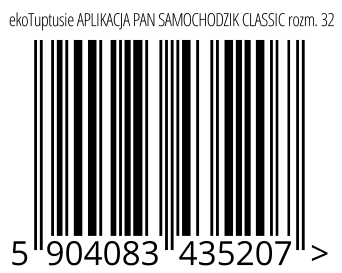 ekoTuptusie APLIKACJA PAN SAMOCHODZIK CLASSIC rozm. 32
5 904083 435207 >